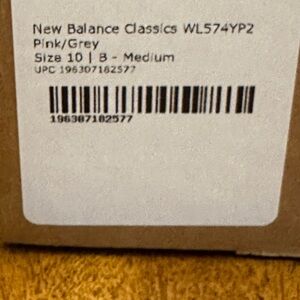 New Balance Classics WL574YP2
Pink/Grey
Size 10 | B - Medium
UPC 196307182577
196307182577